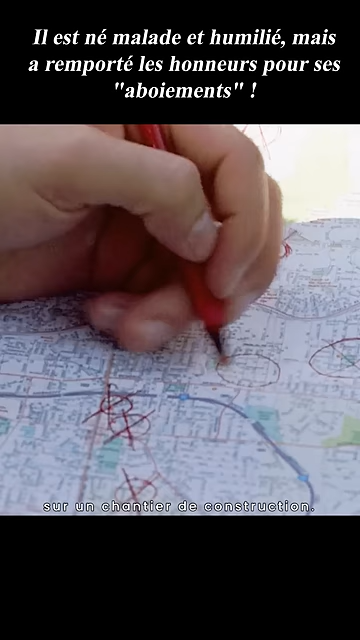 Il est né malade et humilié, mais
a remporté les honneurs pour ses
"aboiements" !
sur un chantier de construction.